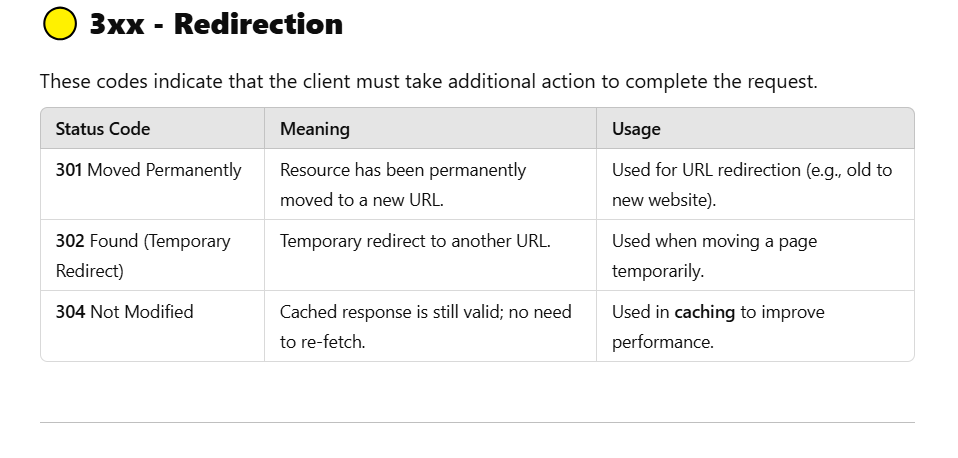 3xx - Redirection
These codes indicate that the client must take additional action to complete the request.
Status Code Meaning Usage
301 Moved Permanently
Resource has been permanently
moved to a new URL.
Used for URL redirection (e.g., old to
new website).
302 Found (Temporary
Redirect)
Temporary redirect to another URL.
Used when moving a page
temporarily.
304 Not Modified
Cached response is still valid; no need
to re-fetch.
Used in caching to improve
performance.